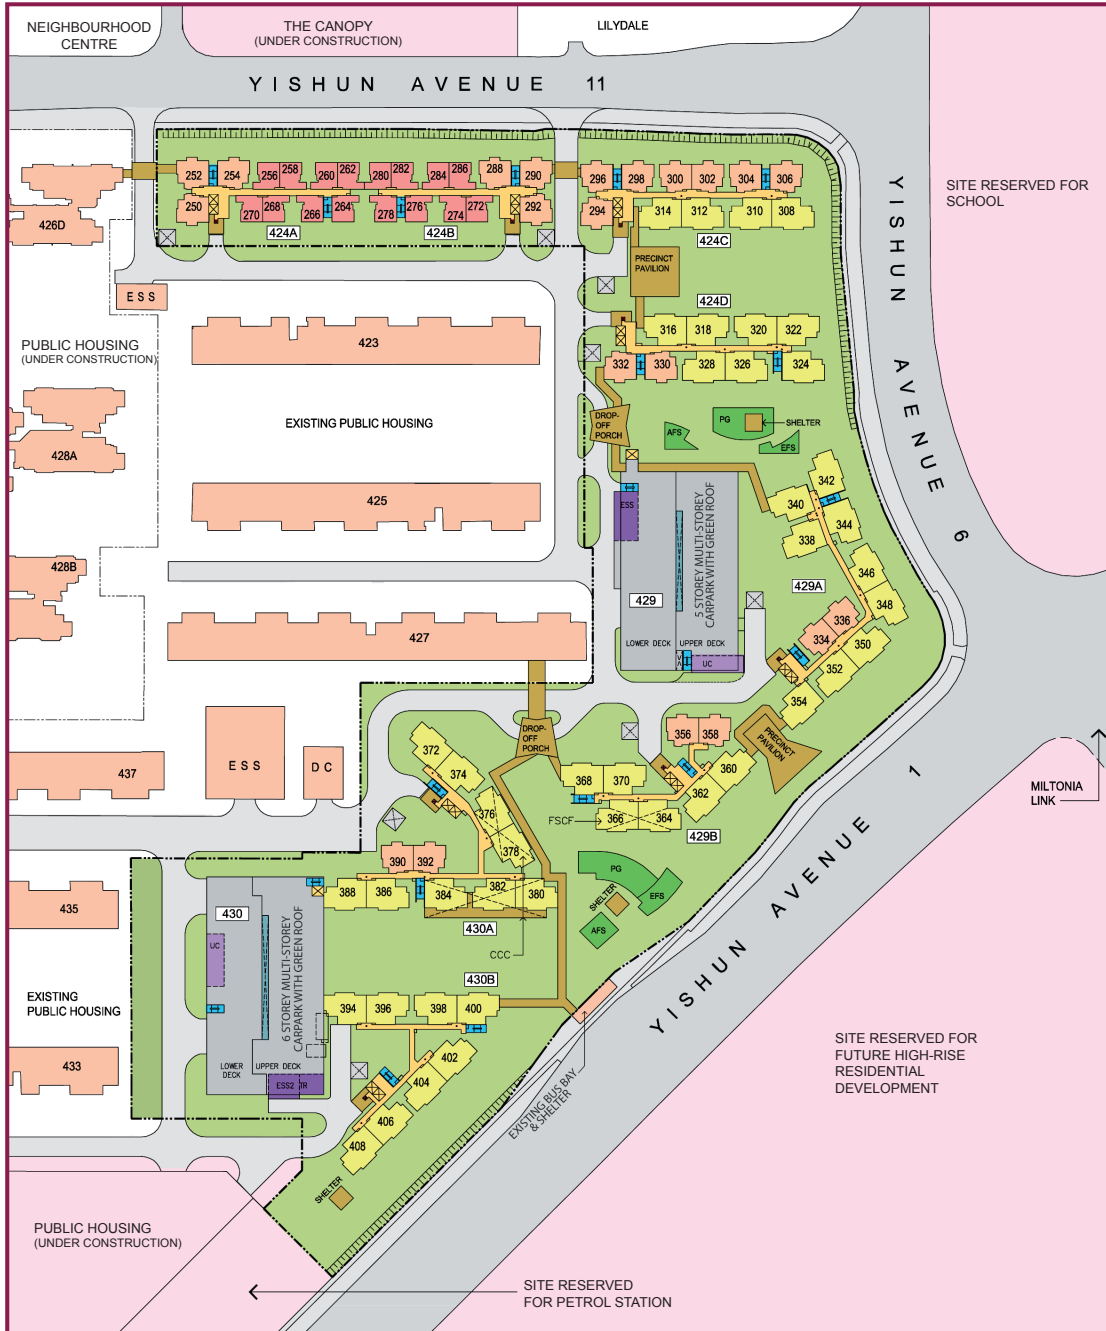 NEIGHBOURHOOD
CENTRE
THE CANOPY
(UNDER CONSTRUCTION)
LILYDALE
YISHUN AVENUE 11
SITE RESERVED FOR
SCHOOL
YISHUN AVENUE 6
252
254
256
258
260
262
280
282
284
286
288
290
250
270
268
266
264
278
276
274
272
292
424A
424B
296
298
300
302
304
306
294
314
312
310
308
424C
PRECINCT
PAVILION
424D
316
318
320
322
332
330
328
326
324
426D
ESS
PUBLIC HOUSING
(UNDER CONSTRUCTION)
423
EXISTING PUBLIC HOUSING
428A
425
428B
427
DROP-
OFF
PORCH
AFS
PG
SHELTER
EFS
ESS
429
5 STOREY MULTI-STOREY
CARPARK WITH GREEN ROOF
LOWER DECK
UPPER DECK
UC
342
340
344
338
346
348
429A
336
334
350
352
354
PRECINCT
PAVILION
356
358
360
362
368
370
366
364
FSCF
429B
DROP-
OFF
PORCH
372
374
376
378
390
392
388
386
384
382
380
430A
CCC
437
ESS
DC
435
EXISTING
PUBLIC HOUSING
433
430
UC
6 STOREY MULTI-STOREY
CARPARK WITH GREEN ROOF
LOWER
DECK
UPPER DECK
ESS2
TR
430B
394
396
398
400
402
404
406
408
PG
EFS
SHELTER
AFS
SHELTER
EXISTING BUS BAY
& SHELTER
YISHUN AVENUE 1
MILTONIA
LINK
SITE RESERVED FOR
FUTURE HIGH-RISE
RESIDENTIAL
DEVELOPMENT
PUBLIC HOUSING
(UNDER CONSTRUCTION)
SITE RESERVED
FOR PETROL STATION